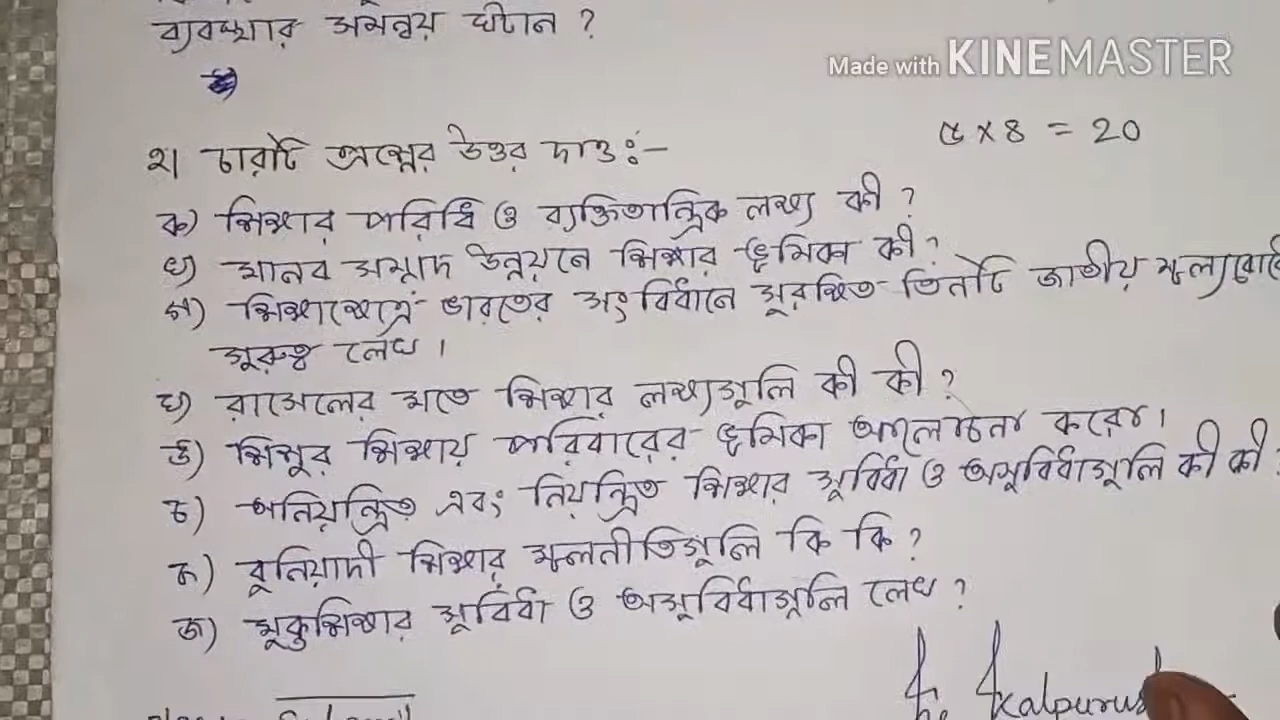 ব্যবস্থার সমন্বয় ঘটান ?
Made with KINEMASTER
২। চারটি প্রশ্নের উত্তর দাও :-
৫ × 8 = 20
ক) শিক্ষার পরিধি ও ব্যক্তিতান্ত্রিক লক্ষ্য কী ?
খ) মানব সম্পদ উন্নয়নে শিক্ষার ভূমিকা কী ?
গ) শিক্ষাক্ষেত্রে ভারতের সংবিধানে সুরক্ষিত তিনটি জাতীয় মূল্যবোধের
গুরুত্ব লেখ ।
ঘ) রাসেলের মতে শিক্ষার লক্ষ্যগুলি কী কী ?
ঙ) শিশুর শিক্ষায় পরিবারের ভূমিকা আলোচনা করো ।
চ) অনিয়ন্ত্রিত এবং নিয়ন্ত্রিত শিক্ষার সুবিধা ও অসুবিধাগুলি কী কী ?
ছ) বুনিয়াদী শিক্ষার মূলনীতিগুলি কি কি ?
জ) মুক্তশিক্ষার সুবিধা ও অসুবিধাগুলি লেখ ?